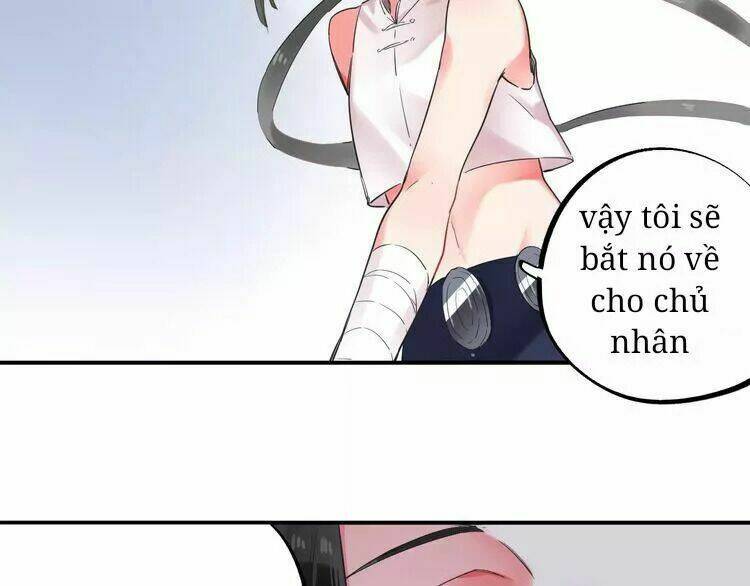 vậy tôi sẽ
bắt nó về
cho chủ
nhân